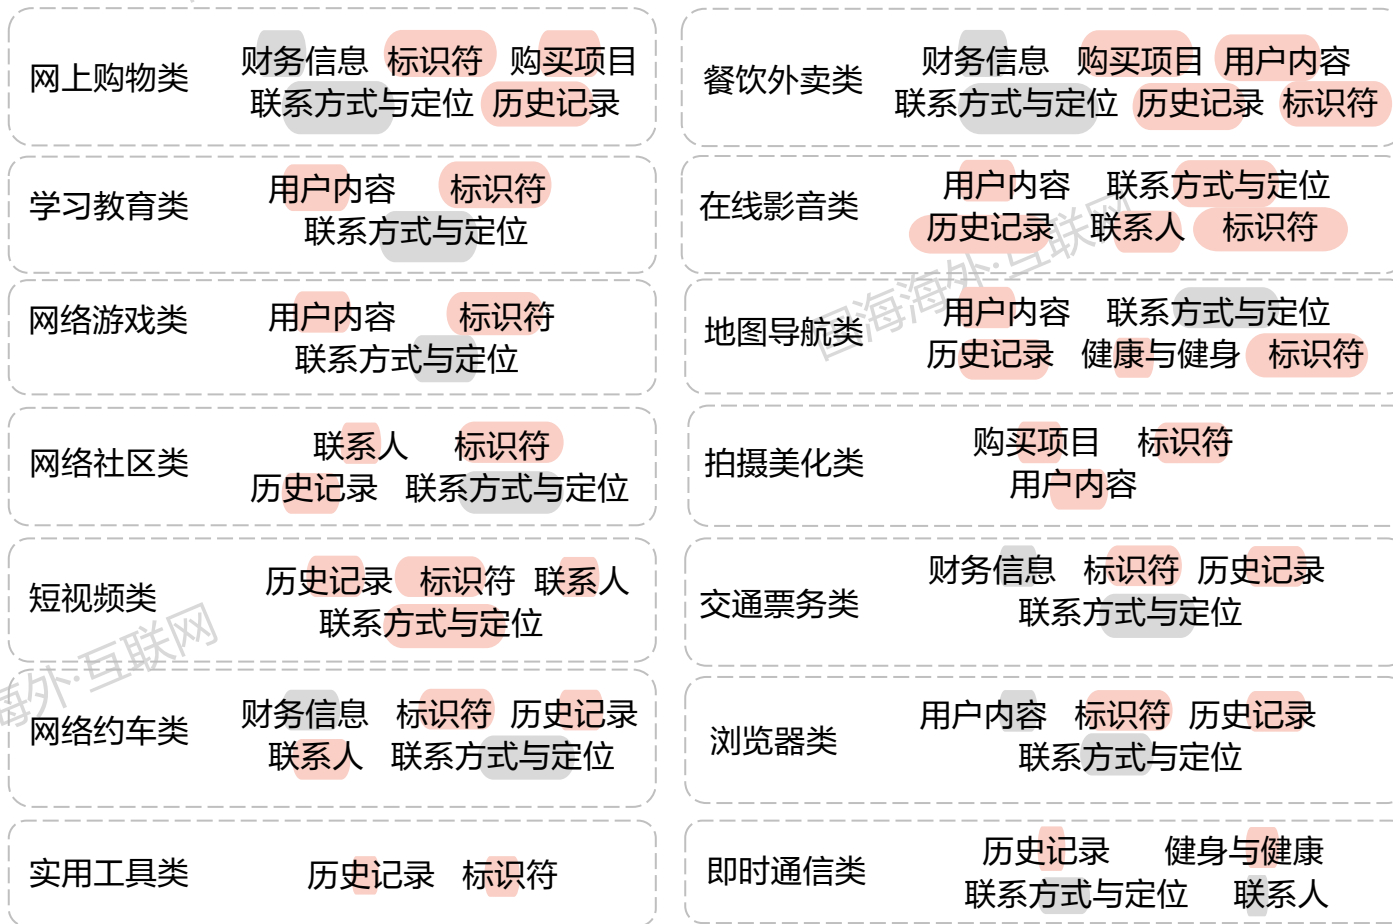 网上购物类
财务信息 标识符 购买项目
联系方式与定位 历史记录
餐饮外卖类
财务信息 购买项目 用户内容
联系方式与定位 历史记录 标识符
学习教育类
用户内容 标识符
联系方式与定位
在线影音类
用户内容 联系方式与定位
历史记录 联系人 标识符
网络游戏类
用户内容 标识符
联系方式与定位
地图导航类
用户内容 联系方式与定位
历史记录 健康与健身 标识符
网络社区类
联系人 标识符
历史记录 联系方式与定位
拍摄美化类
购买项目 标识符
用户内容
短视频类
历史记录 标识符 联系人
联系方式与定位
交通票务类
财务信息 标识符 历史记录
联系方式与定位
网络约车类
财务信息 标识符 历史记录
联系人 联系方式与定位
浏览器类
用户内容 标识符 历史记录
联系方式与定位
实用工具类
历史记录 标识符
即时通信类
历史记录 健身与健康
联系方式与定位 联系人
国海海外·互联网
海外·互联网